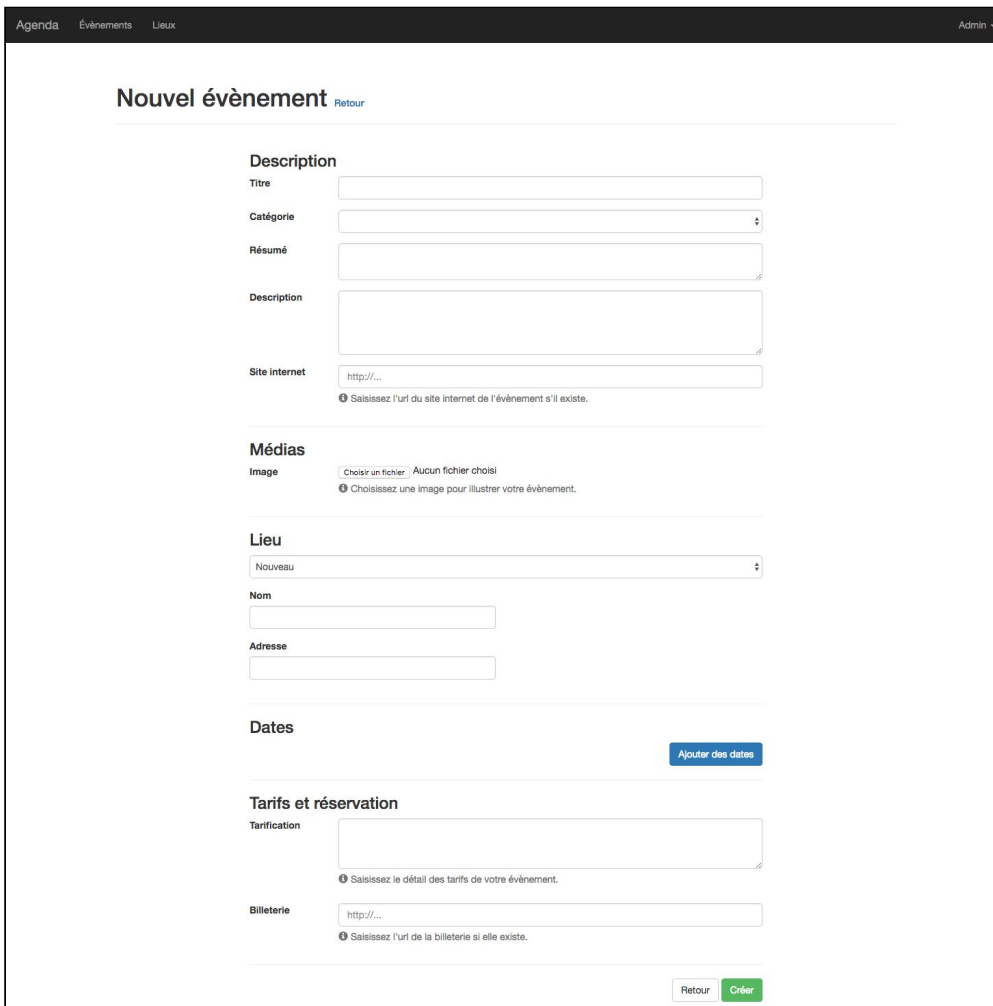 Agenda Évènements Lieux Admin
Nouvel évènement Retour
Description
Titre
Catégorie
Résumé
Description
Site internet http://...
Saisissez l'url du site internet de l'évènement s'il existe.
Médias
Image Choisir un fichier Aucun fichier choisi
Choisissez une image pour illustrer votre évènement.
Lieu
Nouveau
Nom
Adresse
Dates
Ajouter des dates
Tarifs et réservation
Tarification
Saisissez le détail des tarifs de votre évènement.
Billeterie http://...
Saisissez l'url de la billeterie si elle existe.
Retour Créer